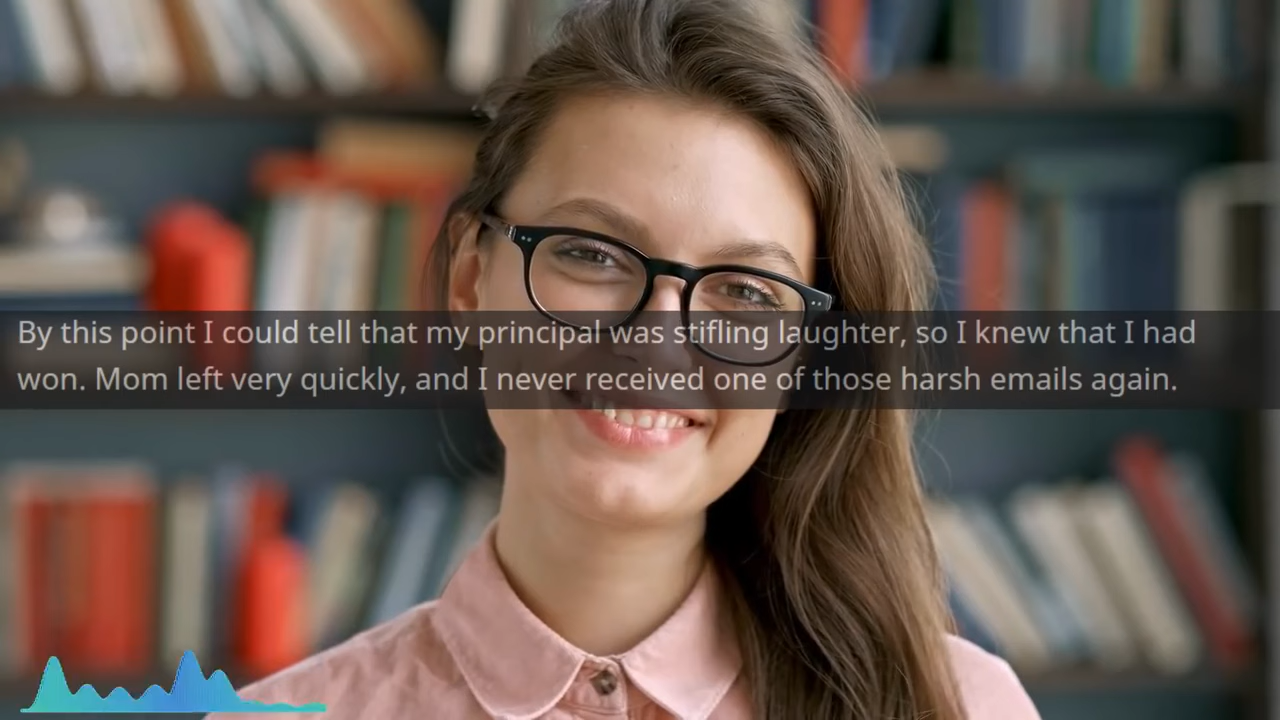 By this point I could tell that my principal was stifling laughter, so I knew that I had
won. Mom left very quickly, and I never received one of those harsh emails again.